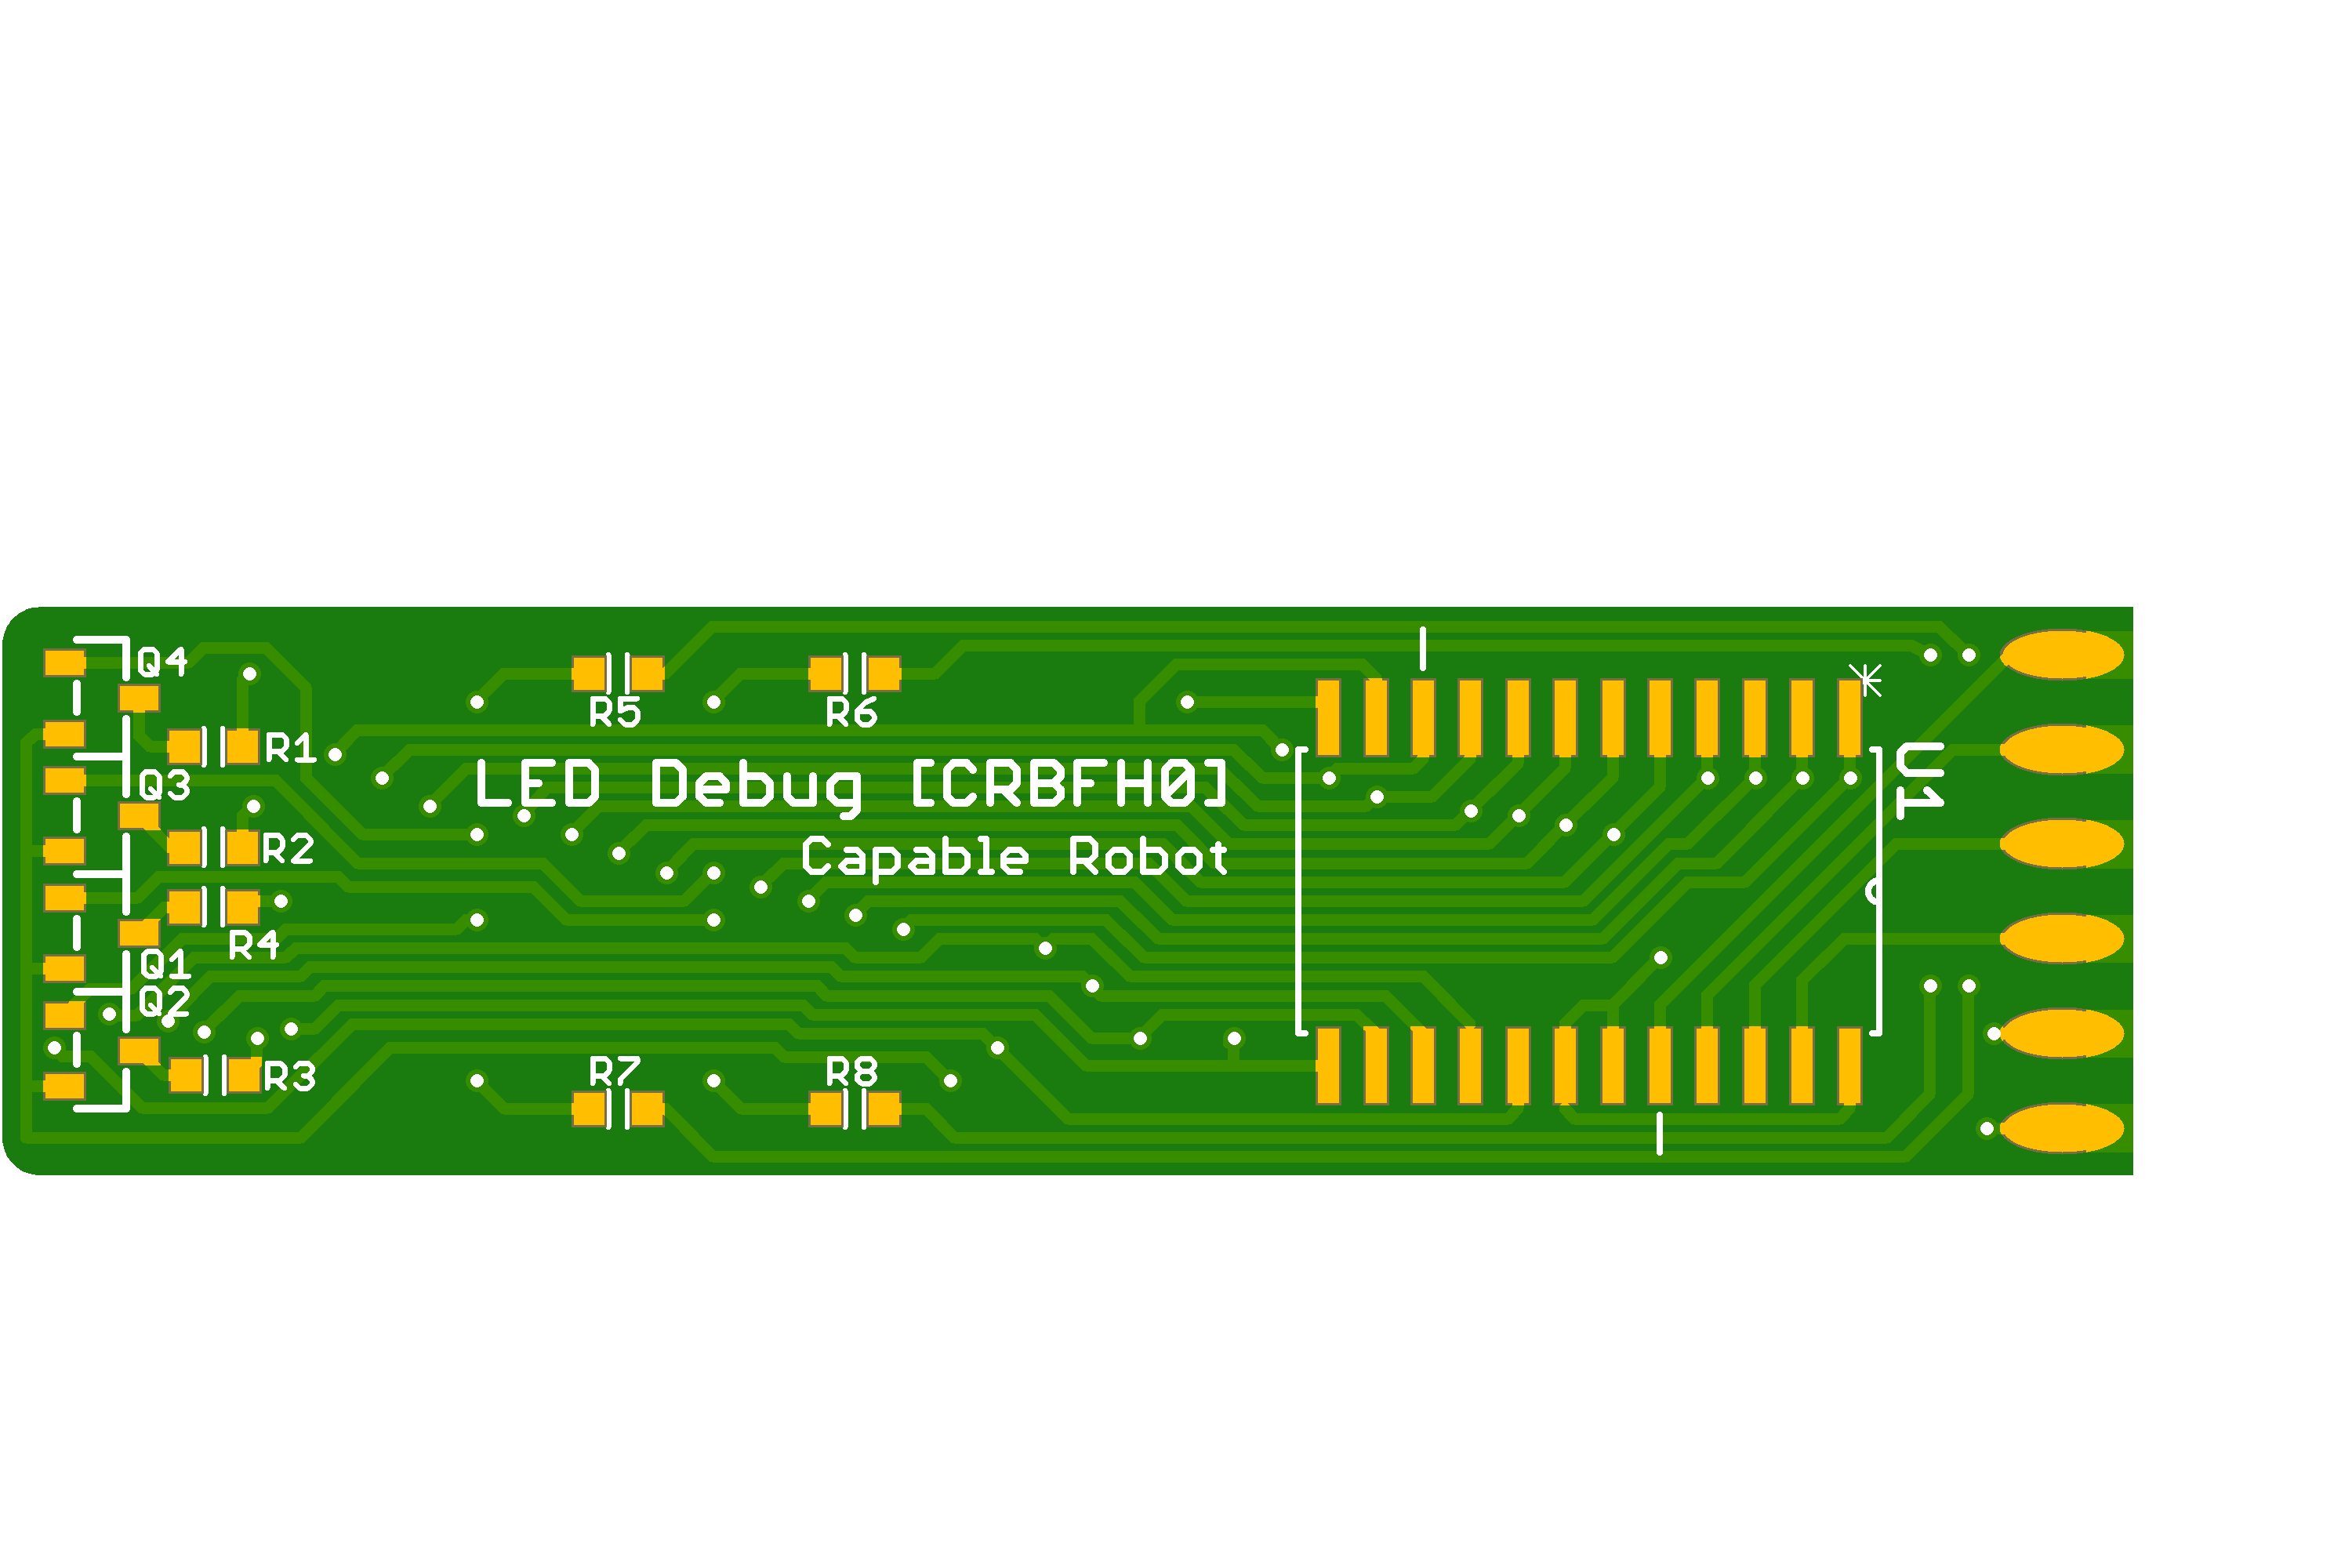 Q4
R5
R6
R1
Q3
LED Debug [CRBFH0]
U1
R2
Capable Robot
R4
Q1
Q2
R3
R7
R8